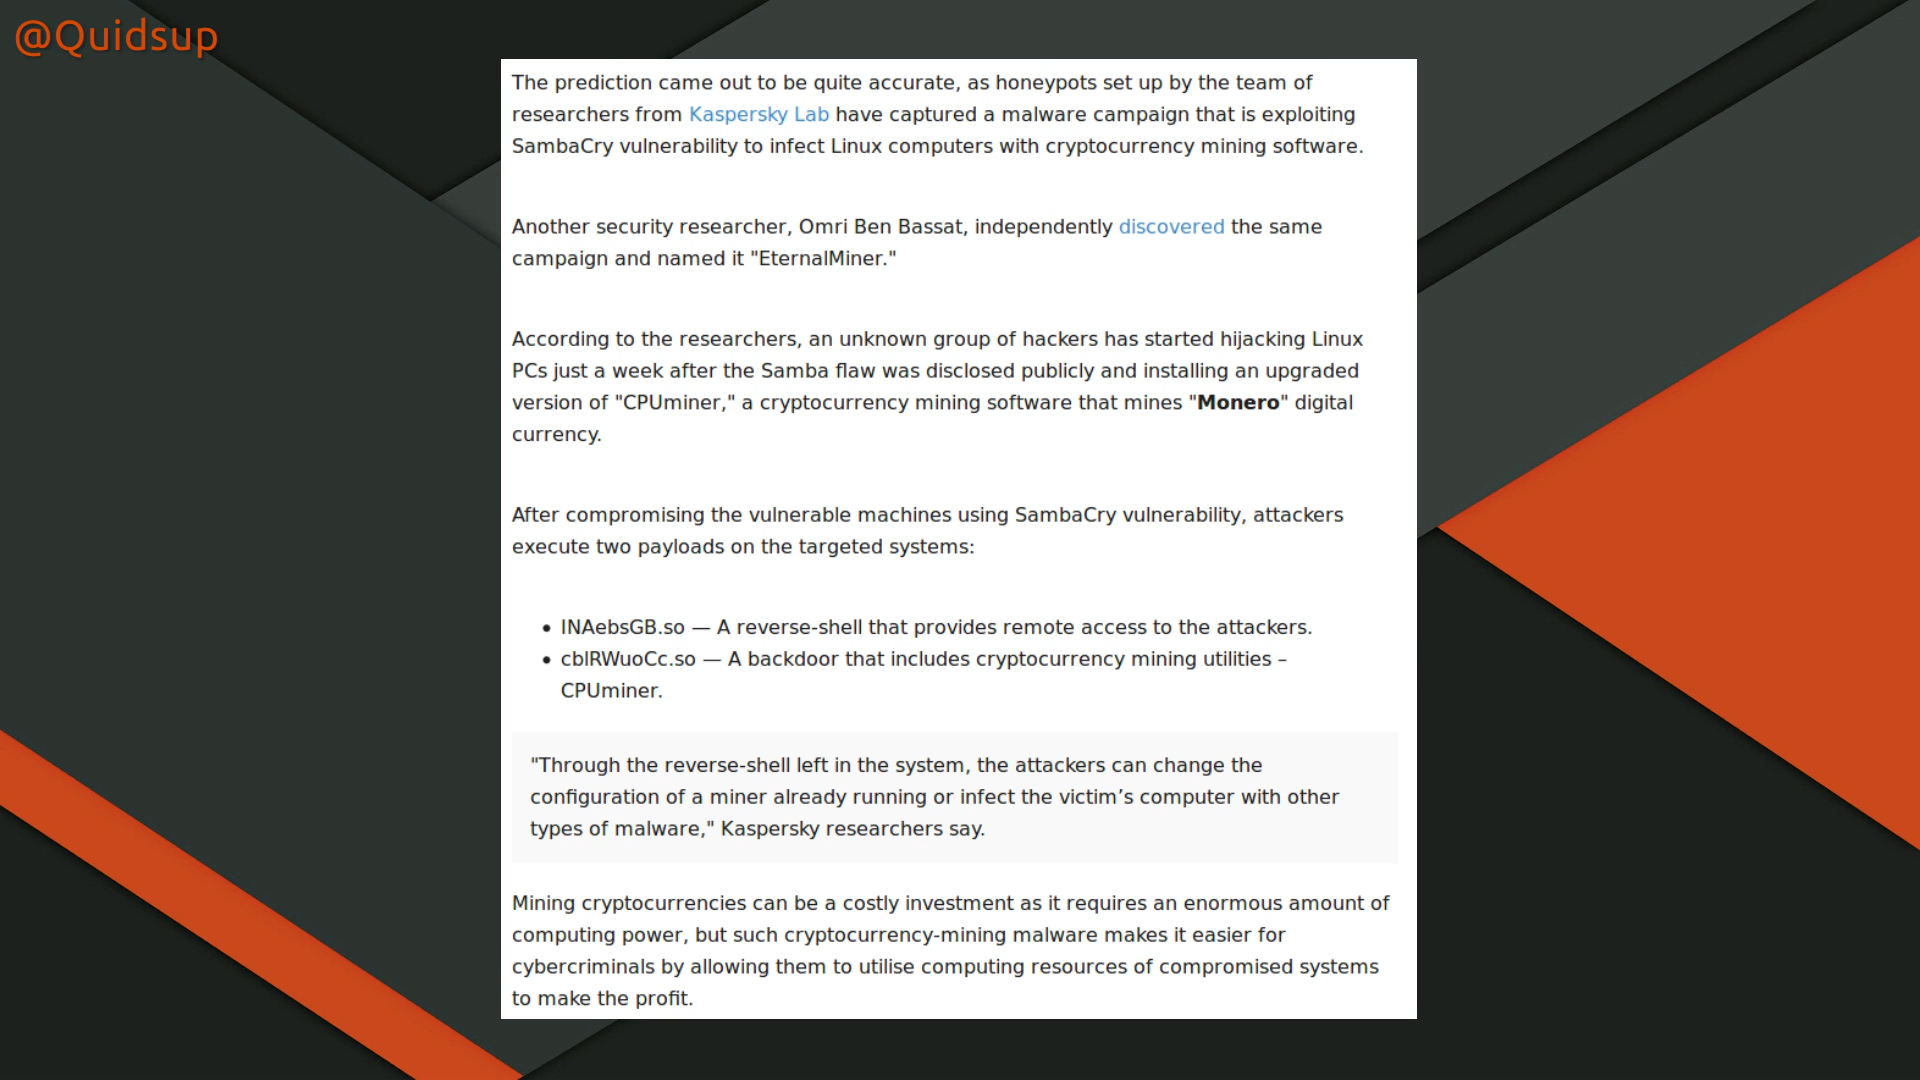 @Quidsup
The prediction came out to be quite accurate, as honeypots set up by the team of
researchers from Kaspersky Lab have captured a malware campaign that is exploiting
SambaCry vulnerability to infect Linux computers with cryptocurrency mining software.
Another security researcher, Omri Ben Bassat, independently discovered the same
campaign and named it "EternalMiner."
According to the researchers, an unknown group of hackers has started hijacking Linux
PCs just a week after the Samba flaw was disclosed publicly and installing an upgraded
version of "CPUminer," a cryptocurrency mining software that mines "Monero" digital
currency.
After compromising the vulnerable machines using SambaCry vulnerability, attackers
execute two payloads on the targeted systems:
• INAebsGB.so — A reverse-shell that provides remote access to the attackers.
• cblRWuoCc.so — A backdoor that includes cryptocurrency mining utilities –
CPUminer.
"Through the reverse-shell left in the system, the attackers can change the
configuration of a miner already running or infect the victim’s computer with other
types of malware," Kaspersky researchers say.
Mining cryptocurrencies can be a costly investment as it requires an enormous amount of
computing power, but such cryptocurrency-mining malware makes it easier for
cybercriminals by allowing them to utilise computing resources of compromised systems
to make the profit.